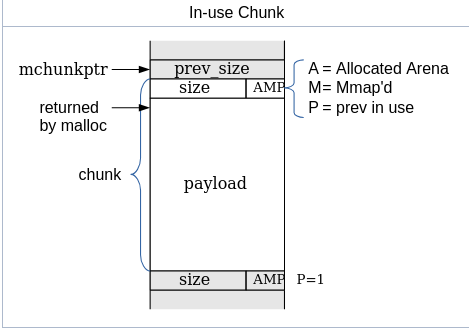 In-use Chunk
mchunkptr
prev_size
size
AMP
A = Allocated Arena
M= Mmap'd
P = prev in use
returned
by malloc
chunk
payload
size
AMP
P=1